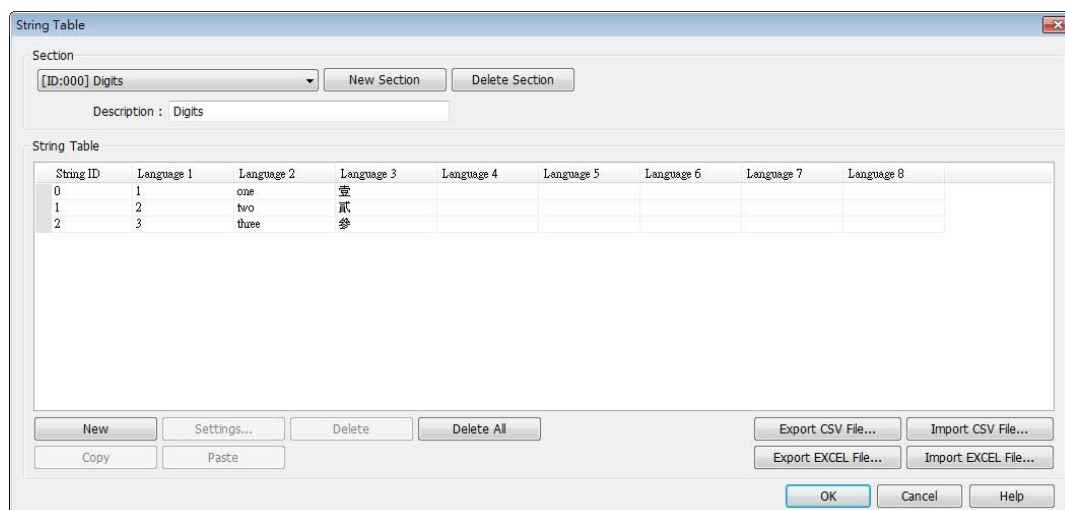 String Table
Section
[ID:000] Digits New Section Delete Section
Description : Digits
String Table
String ID Language 1 Language 2 Language 3 Language 4 Language 5 Language 6 Language 7 Language 8
0 1 one 壹
1 2 two 貳
2 3 three 參
New Settings... Delete Delete All Export CSV File... Import CSV File...
Copy Paste Export EXCEL File... Import EXCEL File...
OK Cancel Help